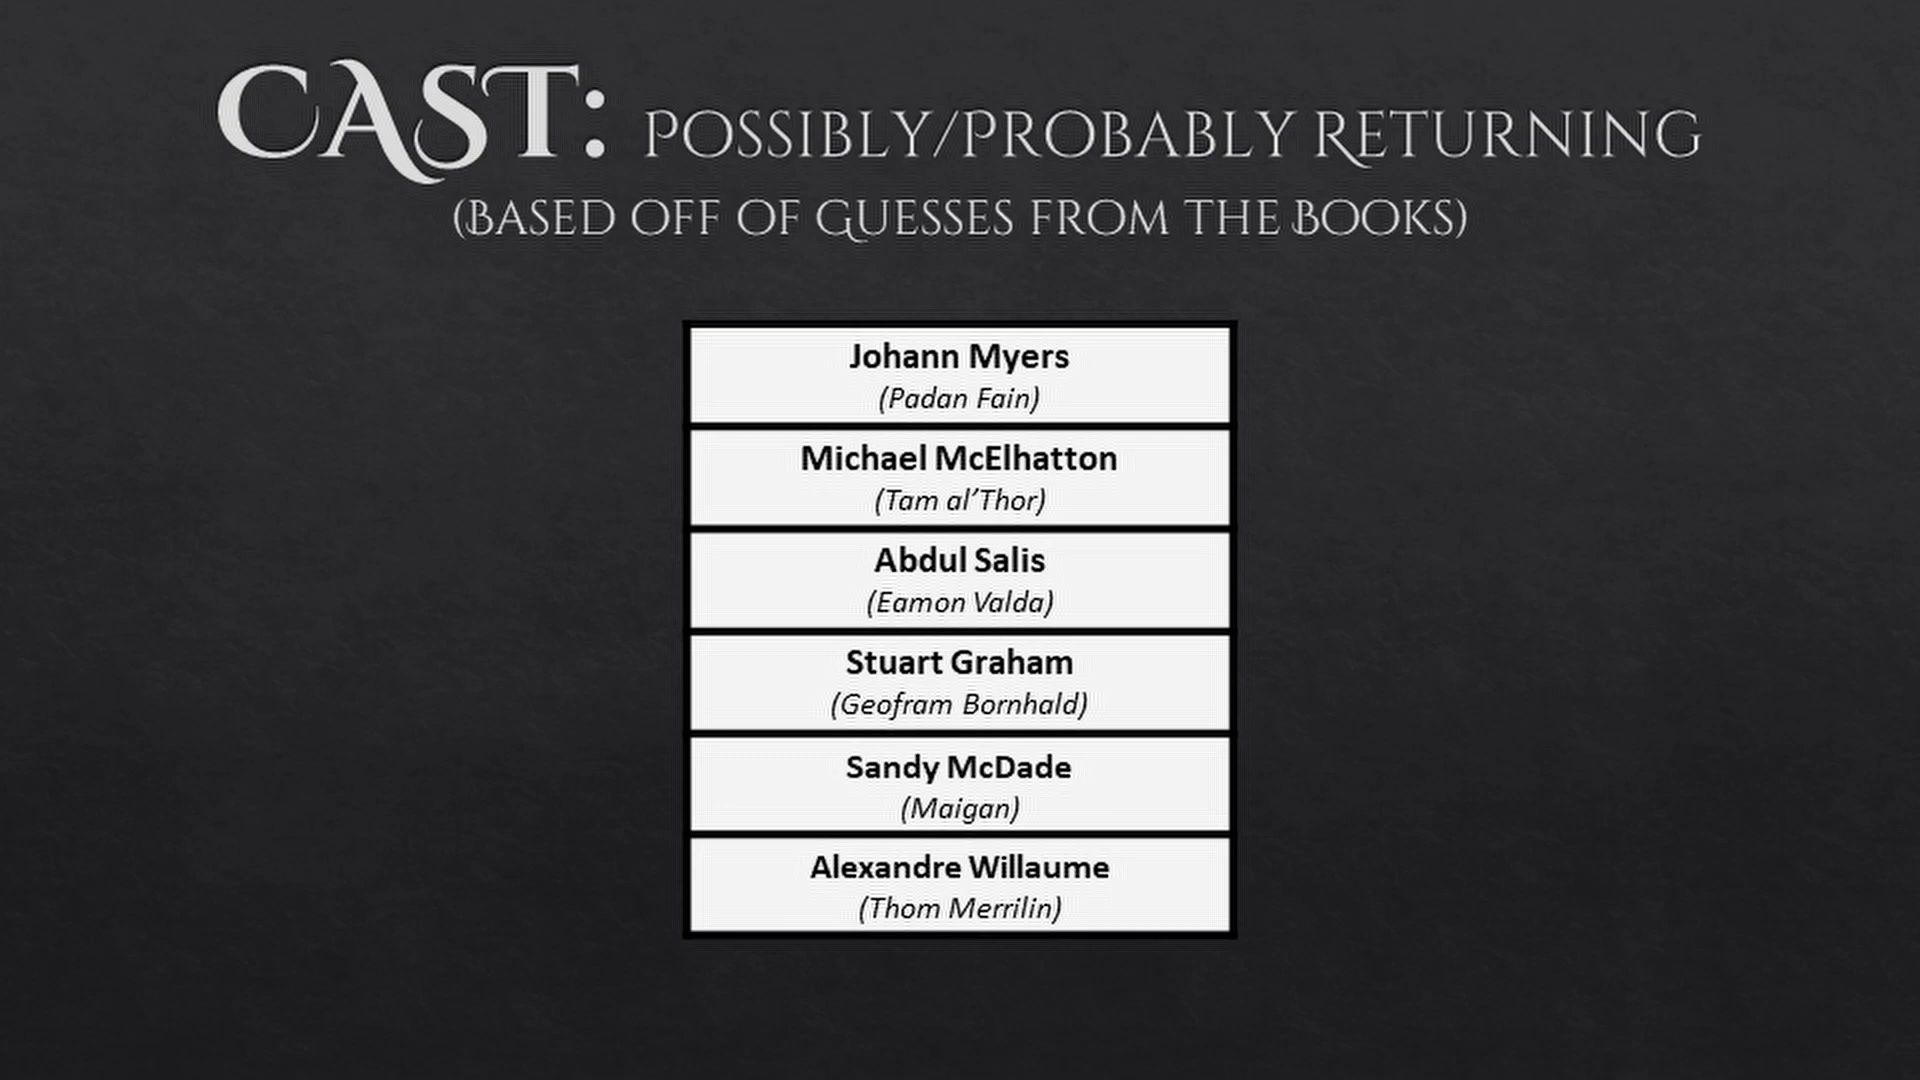 CAST: POSSIBLY/PROBABLY RETURNING
(BASED OFF OF GUESSES FROM THE BOOKS)
Johann Myers
(Padan Fain)
Michael McElhatton
(Tam al’Thor)
Abdul Salis
(Eamon Valda)
Stuart Graham
(Geofram Bornhald)
Sandy McDade
(Maigan)
Alexandre Willaume
(Thom Merrilin)